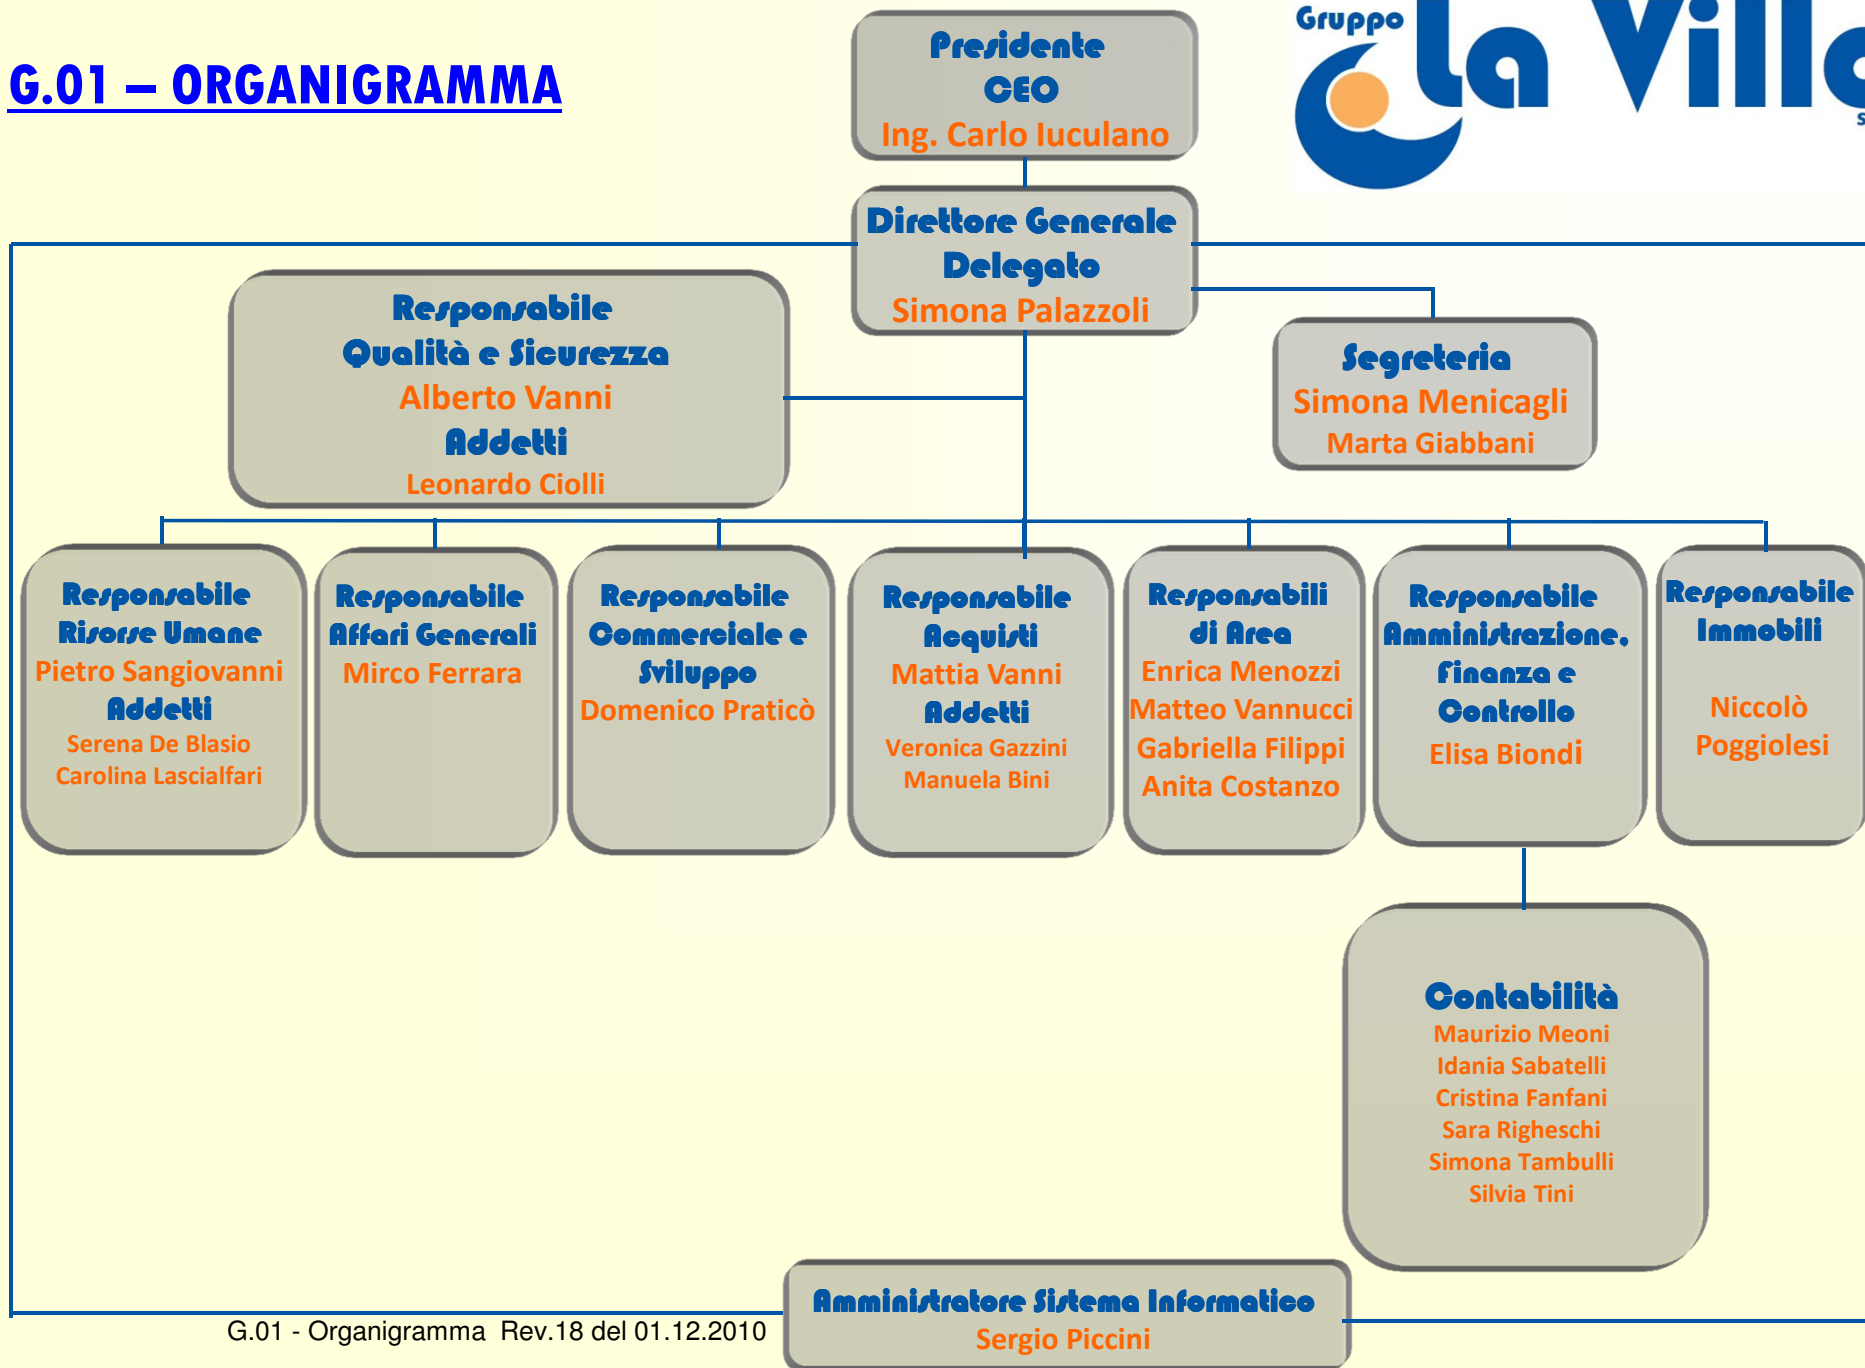 G.01 – ORGANIGRAMMA
Presidente
CEO
Ing. Carlo Iuculano
Gruppo
La Villa
Direttore Generale
Delegato
Simona Palazzoli
Responsabile
Qualità e Sicurezza
Alberto Vanni
Addetti
Leonardo Ciolli
Segreteria
Simona Menicagli
Marta Giabbani
Responsabile
Risorse Umane
Pietro Sangiovanni
Addetti
Serena De Blasio
Carolina Lascialfari
Responsabile
Affari Generali
Mirco Ferrara
Responsabile
Commerciale e
Sviluppo
Domenico Praticò
Responsabile
Acquisti
Mattia Vanni
Addetti
Veronica Gazzini
Manuela Bini
Responsabili
di Area
Enrica Menozzi
Matteo Vannucci
Gabriella Filippi
Anita Costanzo
Responsabile
Amministrazione,
Finanza e
Controllo
Elisa Biondi
Responsabile
Immobili
Niccolò
Poggiolesi
Contabilità
Maurizio Meoni
Idania Sabatelli
Cristina Fanfani
Sara Righeschi
Simona Tambulli
Silvia Tini
Amministratore Sistema Informatico
Sergio Piccini
G.01 - Organigramma Rev.18 del 01.12.2010